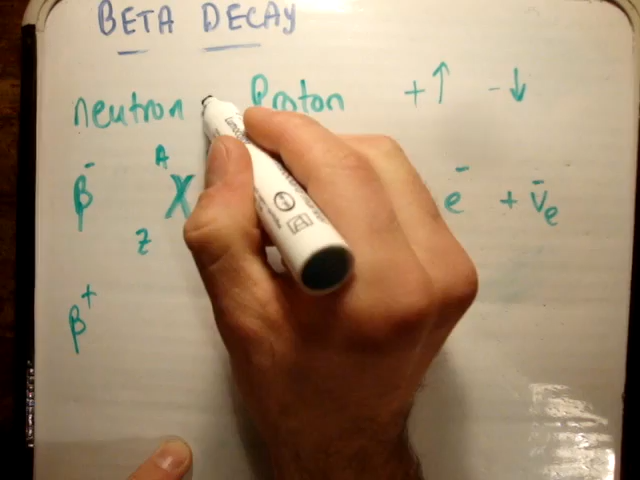 BETA DECAY
neutron Proton +↑ -↓
β⁻ ᴬ X e⁻ + ν̄e
Z
β⁺